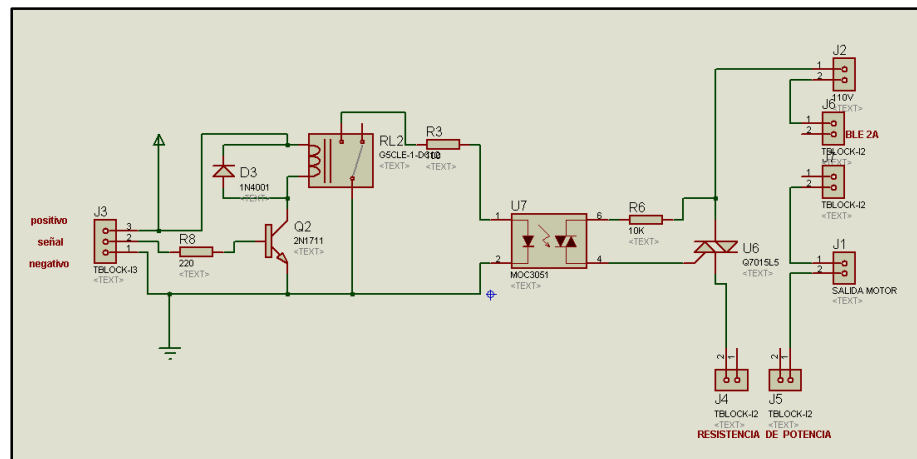 J2
1
2
110V
<TEXT>
J6
1
2
BLE 2A
TBLOCK-I2
<TEXT>
1
2
TBLOCK-I2
<TEXT>
RL2
G5CLE-1-D
<TEXT>
R3
<TEXT>
D3
1N4001
<TEXT>
U7
1
6
2
4
MOC3051
<TEXT>
R6
10K
<TEXT>
U6
Q7015L5
<TEXT>
positivo
señal
negativo
J3
3
2
1
TBLOCK-I3
<TEXT>
R8
220
<TEXT>
Q2
2N1711
<TEXT>
J1
1
2
SALIDA MOTOR
<TEXT>
2
1
J4
TBLOCK-I2
<TEXT>
2
1
J5
TBLOCK-I2
<TEXT>
RESISTENCIA DE POTENCIA